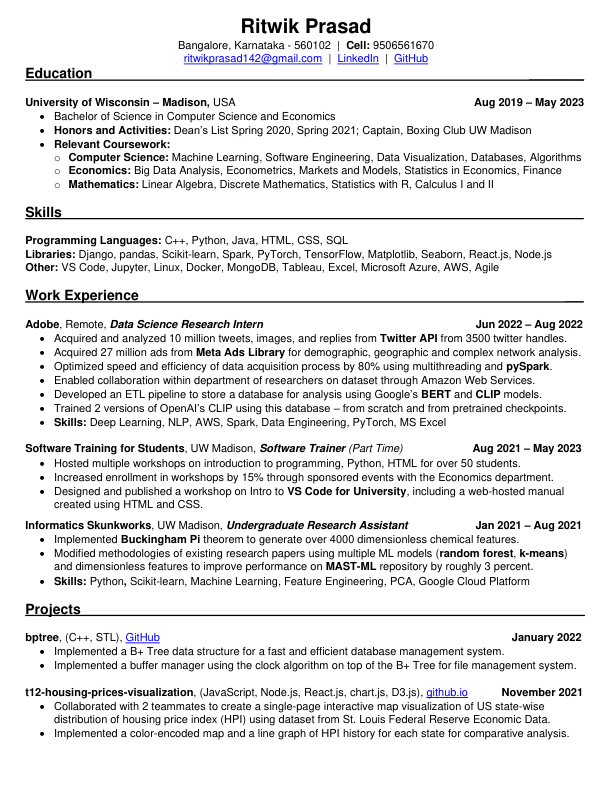 Ritwik Prasad
Bangalore, Karnataka - 560102 | Cell: 9506561670
ritwikprasad142@gmail.com | LinkedIn | GitHub
Education
University of Wisconsin – Madison, USA Aug 2019 – May 2023
• Bachelor of Science in Computer Science and Economics
• Honors and Activities: Dean's List Spring 2020, Spring 2021; Captain, Boxing Club UW Madison
• Relevant Coursework:
o Computer Science: Machine Learning, Software Engineering, Data Visualization, Databases, Algorithms
o Economics: Big Data Analysis, Econometrics, Markets and Models, Statistics in Economics, Finance
o Mathematics: Linear Algebra, Discrete Mathematics, Statistics with R, Calculus I and II
Skills
Programming Languages: C++, Python, Java, HTML, CSS, SQL
Libraries: Django, pandas, Scikit-learn, Spark, PyTorch, TensorFlow, Matplotlib, Seaborn, React.js, Node.js
Other: VS Code, Jupyter, Linux, Docker, MongoDB, Tableau, Excel, Microsoft Azure, AWS, Agile
Work Experience
Adobe, Remote, Data Science Research Intern Jun 2022 – Aug 2022
• Acquired and analyzed 10 million tweets, images, and replies from Twitter API from 3500 twitter handles.
• Acquired 27 million ads from Meta Ads Library for demographic, geographic and complex network analysis.
• Optimized speed and efficiency of data acquisition process by 80% using multithreading and pySpark.
• Enabled collaboration within department of researchers on dataset through Amazon Web Services.
• Developed an ETL pipeline to store a database for analysis using Google's BERT and CLIP models.
• Trained 2 versions of OpenAI's CLIP using this database – from scratch and from pretrained checkpoints.
• Skills: Deep Learning, NLP, AWS, Spark, Data Engineering, PyTorch, MS Excel
Software Training for Students, UW Madison, Software Trainer (Part Time) Aug 2021 – May 2023
• Hosted multiple workshops on introduction to programming, Python, HTML for over 50 students.
• Increased enrollment in workshops by 15% through sponsored events with the Economics department.
• Designed and published a workshop on Intro to VS Code for University, including a web-hosted manual
created using HTML and CSS.
Informatics Skunkworks, UW Madison, Undergraduate Research Assistant Jan 2021 – Aug 2021
• Implemented Buckingham Pi theorem to generate over 4000 dimensionless chemical features.
• Modified methodologies of existing research papers using multiple ML models (random forest, k-means)
and dimensionless features to improve performance on MAST-ML repository by roughly 3 percent.
• Skills: Python, Scikit-learn, Machine Learning, Feature Engineering, PCA, Google Cloud Platform
Projects
bptree, (C++, STL), GitHub January 2022
• Implemented a B+ Tree data structure for a fast and efficient database management system.
• Implemented a buffer manager using the clock algorithm on top of the B+ Tree for file management system.
t12-housing-prices-visualization, (JavaScript, Node.js, React.js, chart.js, D3.js), github.io November 2021
• Collaborated with 2 teammates to create a single-page interactive map visualization of US state-wise
distribution of housing price index (HPI) using dataset from St. Louis Federal Reserve Economic Data.
• Implemented a color-encoded map and a line graph of HPI history for each state for comparative analysis.